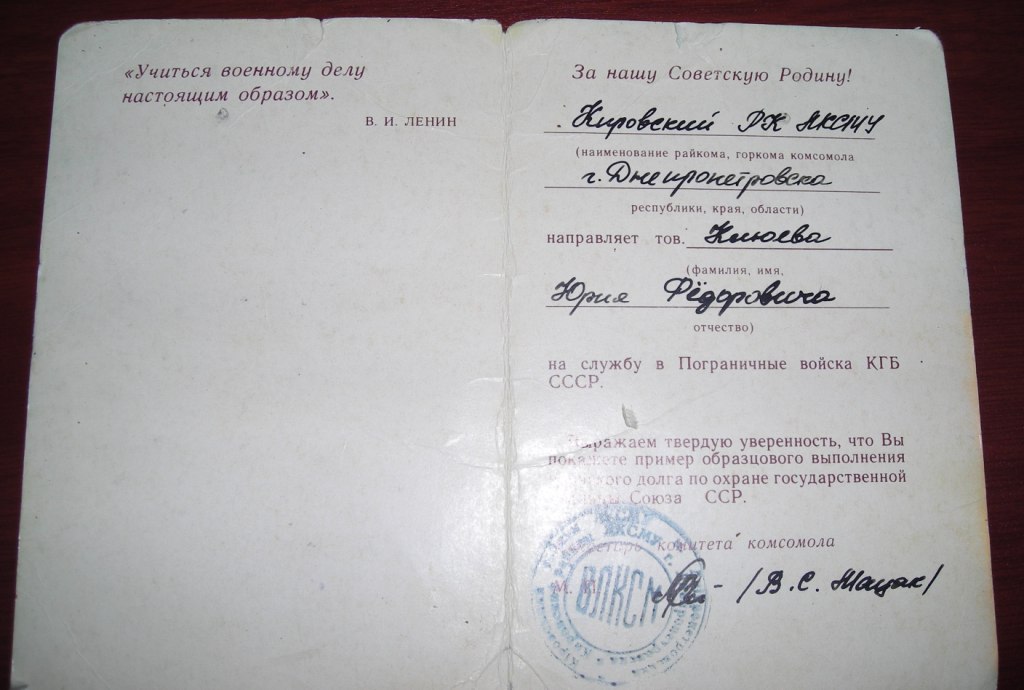 «Учиться военному делу
настоящим образом».
В. И. ЛЕНИН
За нашу Советскую Родину!
Кировский РК ЛКСМУ
(наименование райкома, горкома комсомола
г. Днепропетровска
республики, края, области)
направляет тов. Клюева
(фамилия, имя,
Юрия Фёдоровича
отчество)
на службу в Пограничные войска КГБ
СССР.
Выражаем твердую уверенность, что Вы
покажете пример образцового выполнения
долга по охране государственной
Союза ССР.
комитета комсомола
М. П. /В. С. Мацак/
ВЛКСМ